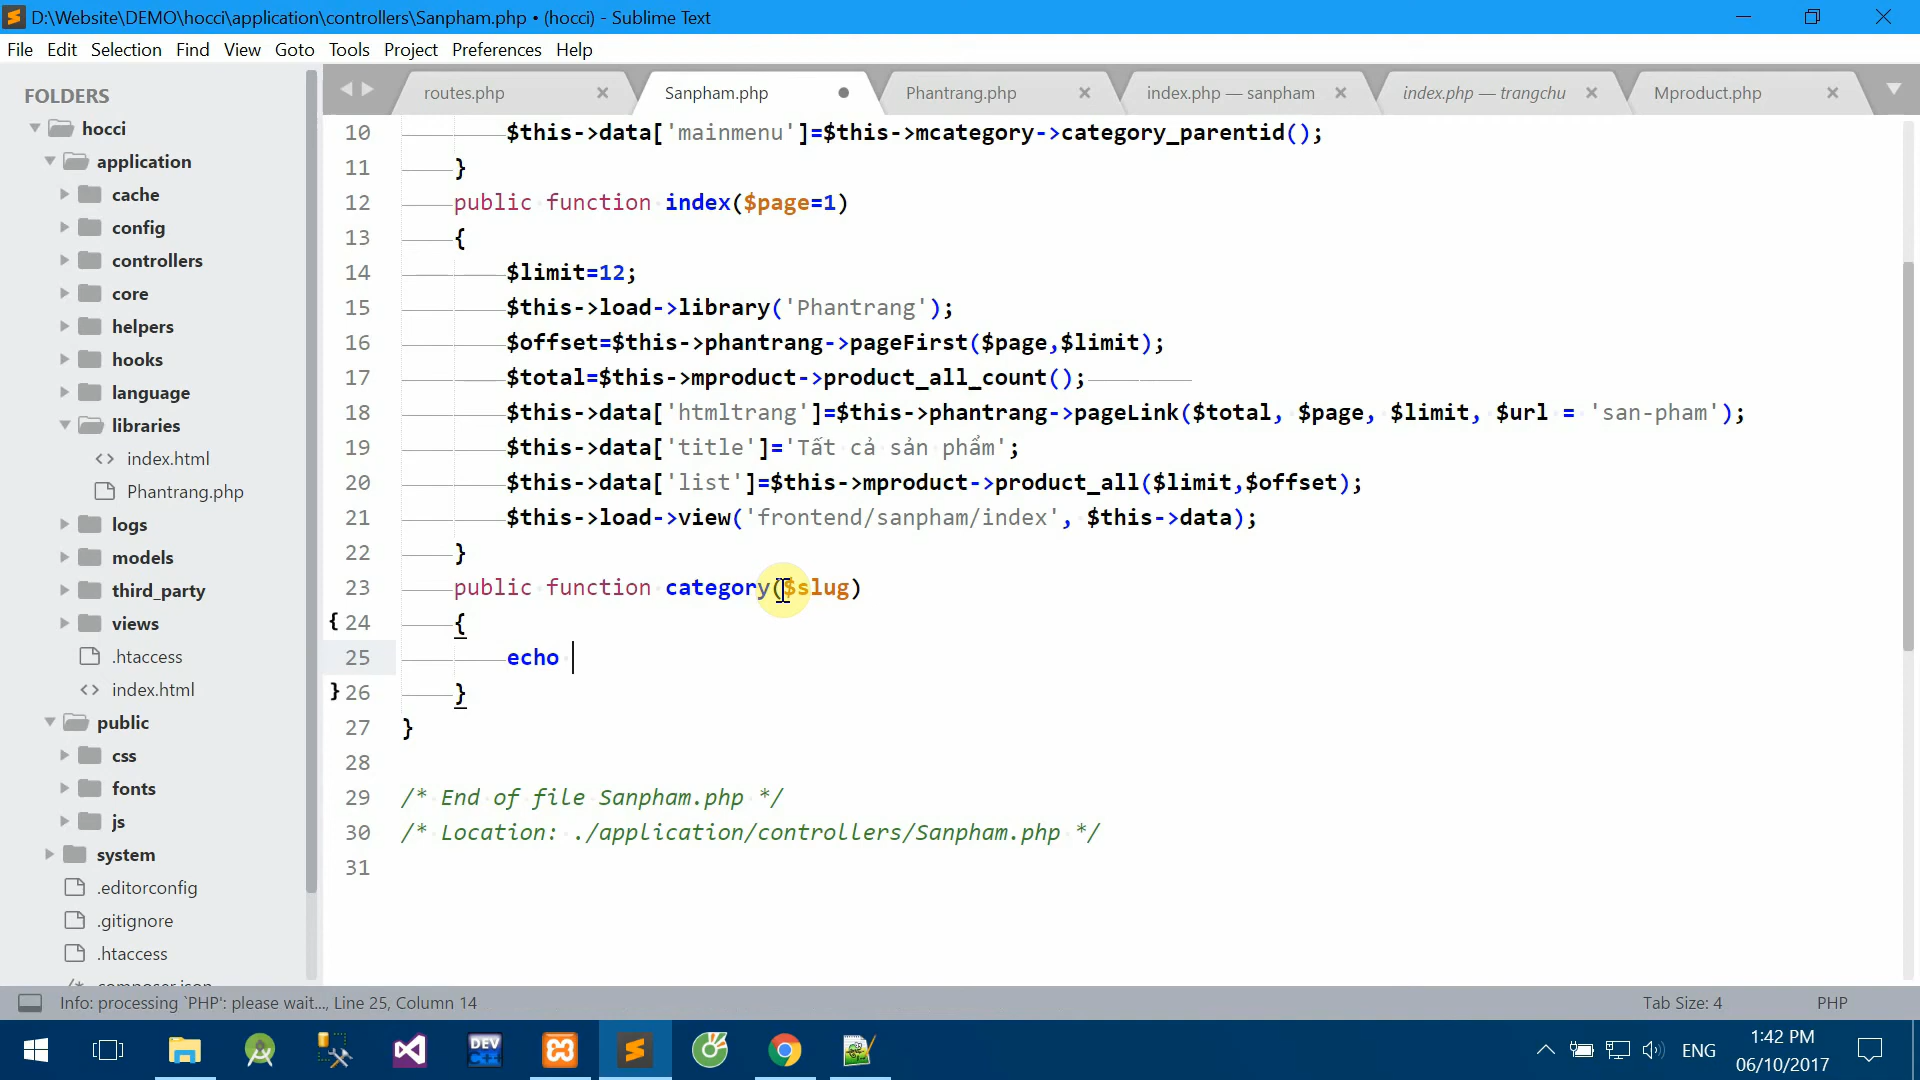 D:\Website\DEMO\hocci\application\controllers\Sanpham.php • (hocci) - Sublime Text
File Edit Selection Find View Goto Tools Project Preferences Help
FOLDERS
hocci
application
cache
config
controllers
core
helpers
hooks
language
libraries
index.html
Phantrang.php
logs
models
third_party
views
.htaccess
index.html
public
css
fonts
js
system
.editorconfig
.gitignore
.htaccess
composer.json
routes.php Sanpham.php Phantrang.php index.php — sanpham index.php — trangchu Mproduct.php
10 $this->data['mainmenu']=$this->mcategory->category_parentid();
11 }
12 public function index($page=1)
13 {
14 $limit=12;
15 $this->load->library('Phantrang');
16 $offset=$this->phantrang->pageFirst($page,$limit);
17 $total=$this->mproduct->product_all_count();
18 $this->data['htmltrang']=$this->phantrang->pageLink($total, $page, $limit, $url = 'san-pham');
19 $this->data['title']='Tất cả sản phẩm';
20 $this->data['list']=$this->mproduct->product_all($limit,$offset);
21 $this->load->view('frontend/sanpham/index', $this->data);
22 }
23 public function category($slug)
{ 24 {
25 echo
} 26 }
27 }
28
29 /* End of file Sanpham.php */
30 /* Location: ./application/controllers/Sanpham.php */
31
Info: processing `PHP': please wait..., Line 25, Column 14 Tab Size: 4 PHP
DEV C++
ENG
1:42 PM
06/10/2017